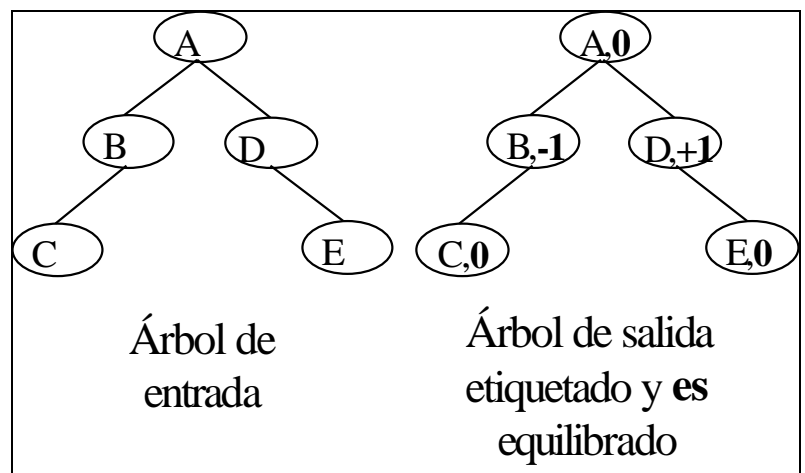 A
B
D
C
E
Árbol de
entrada
A,0
B,-1
D,+1
C,0
E,0
Árbol de salida
etiquetado y es
equilibrado